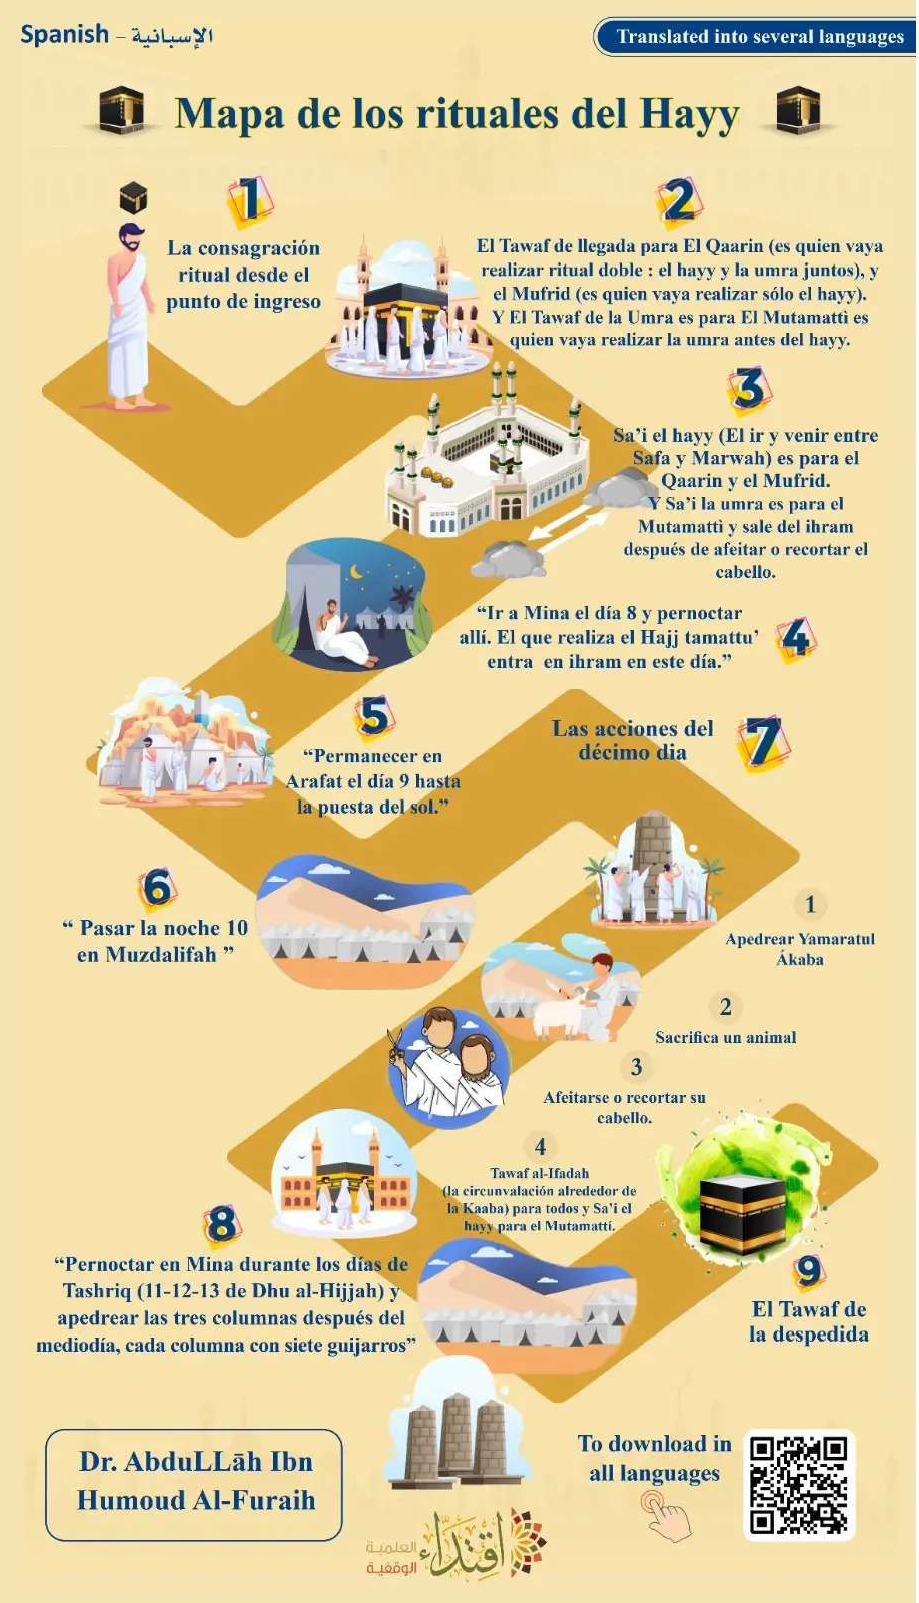 Spanish – الإسبانية
Translated into several languages
Mapa de los rituales del Hayy
1
La consagración
ritual desde el
punto de ingreso
2
El Tawaf de llegada para El Qaarin (es quien vaya
realizar ritual doble : el hayy y la umra juntos), y
el Mufrid (es quien vaya realizar sólo el hayy).
Y El Tawaf de la Umra es para El Mutamattì es
quien vaya realizar la umra antes del hayy.
3
Sa’i el hayy (El ir y venir entre
Safa y Marwah) es para el
Qaarin y el Mufrid.
Y Sa’i la umra es para el
Mutamattì y sale del ihram
después de afeitar o recortar el
cabello.
4
“Ir a Mina el día 8 y pernoctar
allí. El que realiza el Hajj tamattu’
entra en ihram en este día.”
5
“Permanecer en
Arafat el día 9 hasta
la puesta del sol.”
6
“ Pasar la noche 10
en Muzdalifah ”
7
Las acciones del
décimo dia
1
Apedrear Yamaratul
Ákaba
2
Sacrifica un animal
3
Afeitarse o recortar su
cabello.
4
Tawaf al-Ifadah
(la circunvalación alrededor de
la Kaaba) para todos y Sa’i el
hayy para el Mutamattì.
8
“Pernoctar en Mina durante los días de
Tashriq (11-12-13 de Dhu al-Hijjah) y
apedrear las tres columnas después del
mediodía, cada columna con siete guijarros”
9
El Tawaf de
la despedida
Dr. AbduLLāh Ibn
Humoud Al-Furaih
To download in
all languages
اقتداء
العلمية
الوقفية